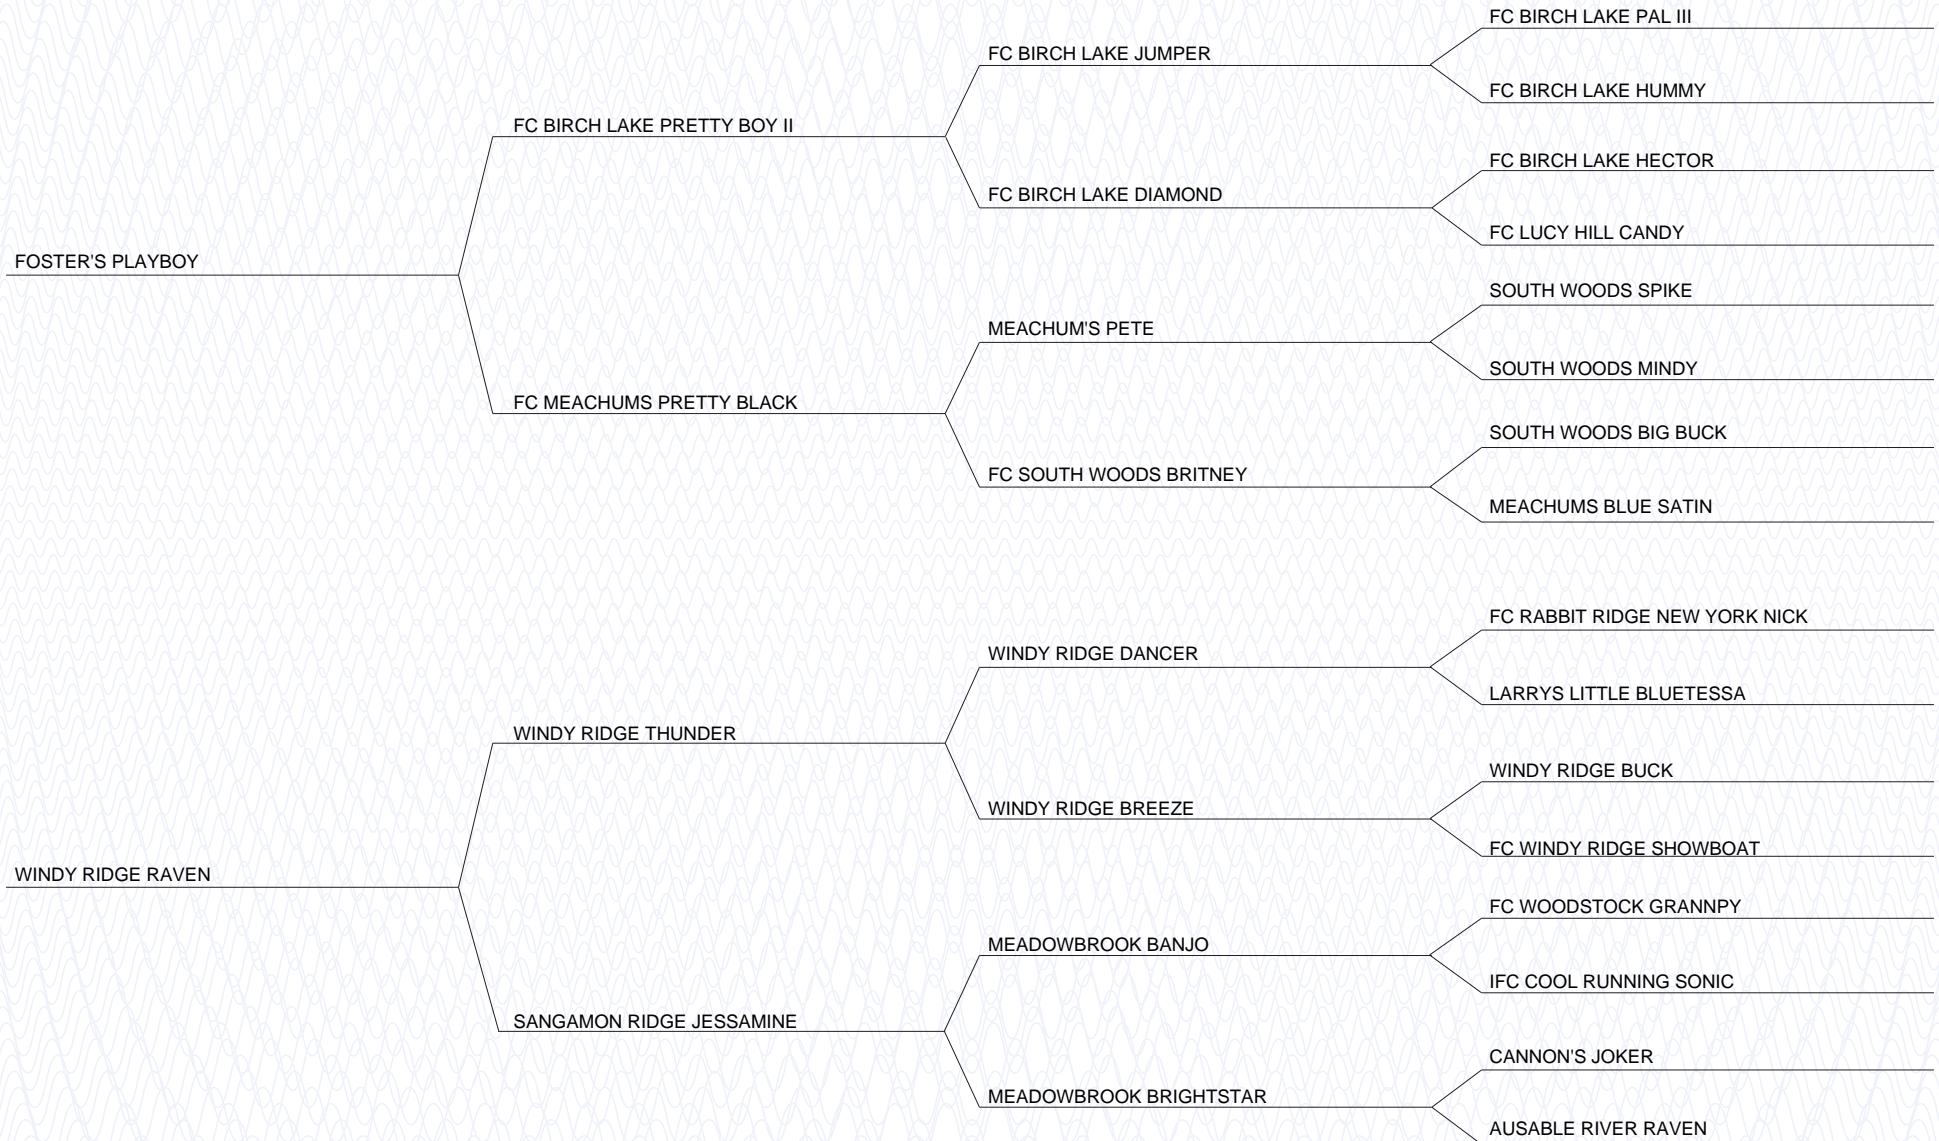 FC BIRCH LAKE PAL III
FC BIRCH LAKE JUMPER
FC BIRCH LAKE HUMMY
FC BIRCH LAKE PRETTY BOY II
FC BIRCH LAKE HECTOR
FC BIRCH LAKE DIAMOND
FC LUCY HILL CANDY
FOSTER'S PLAYBOY
SOUTH WOODS SPIKE
MEACHUM'S PETE
SOUTH WOODS MINDY
FC MEACHUMS PRETTY BLACK
SOUTH WOODS BIG BUCK
FC SOUTH WOODS BRITNEY
MEACHUMS BLUE SATIN
FC RABBIT RIDGE NEW YORK NICK
WINDY RIDGE DANCER
LARRYS LITTLE BLUETESSA
WINDY RIDGE THUNDER
WINDY RIDGE BUCK
WINDY RIDGE BREEZE
FC WINDY RIDGE SHOWBOAT
WINDY RIDGE RAVEN
FC WOODSTOCK GRANNPY
MEADOWBROOK BANJO
IFC COOL RUNNING SONIC
SANGAMON RIDGE JESSAMINE
CANNON'S JOKER
MEADOWBROOK BRIGHTSTAR
AUSABLE RIVER RAVEN